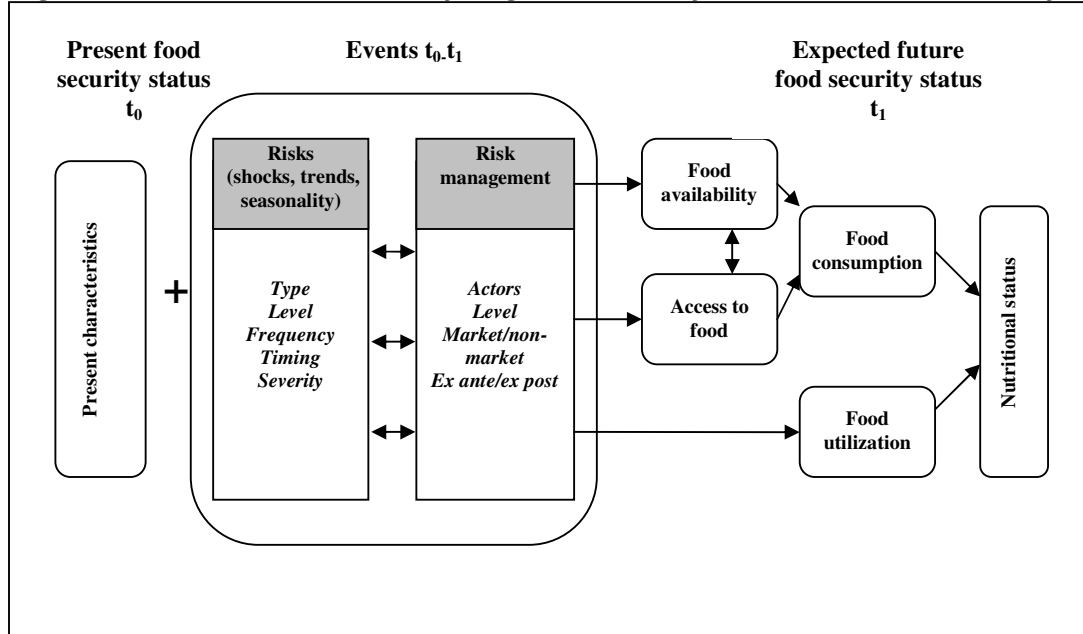 Present food
security status
t0
Events t0-t1
Expected future
food security status
t1
Present characteristics
+
Risks
(shocks, trends,
seasonality)
Type
Level
Frequency
Timing
Severity
Risk
management
Actors
Level
Market/non-
market
Ex ante/ex post
Food
availability
Access to
food
Food
consumption
Food
utilization
Nutritional status